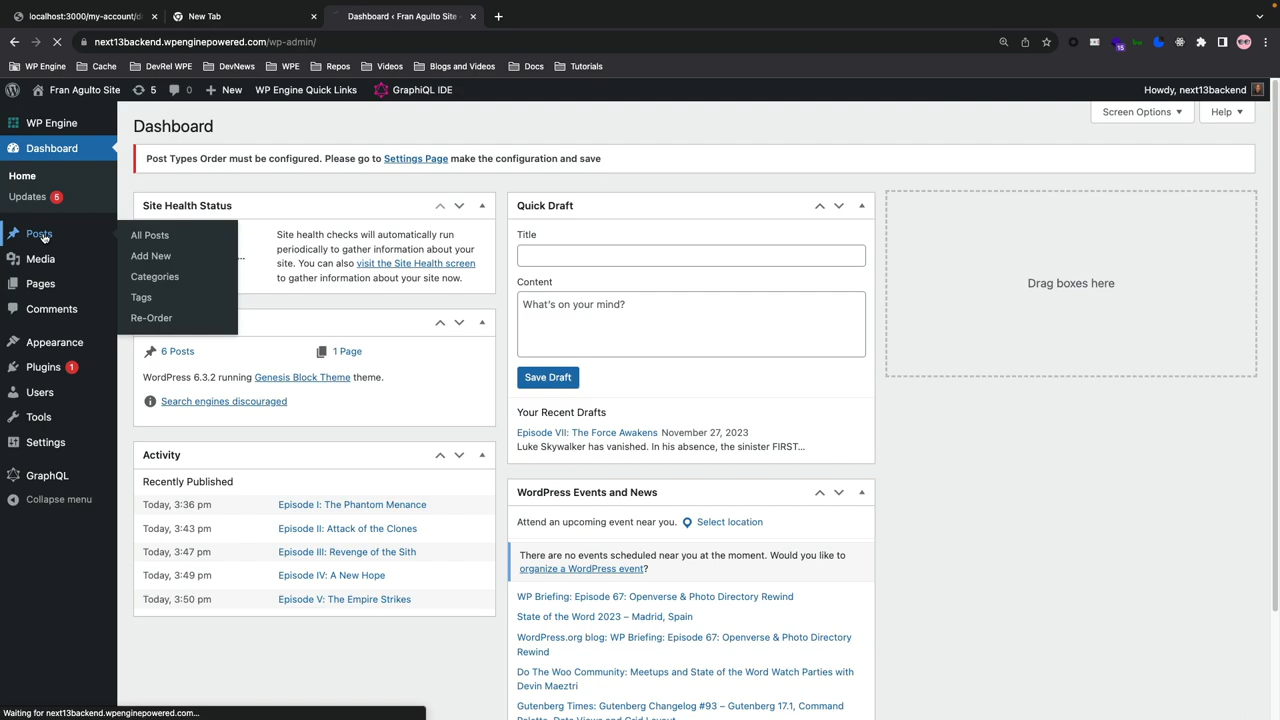 localhost:3000/my-account/d
New Tab
Dashboard ‹ Fran Agulto Site
next13backend.wpenginepowered.com/wp-admin/
15
WP Engine
Cache
DevRel WPE
DevNews
WPE
Repos
Videos
Blogs and Videos
Docs
Tutorials
Fran Agulto Site
5
0
New
WP Engine Quick Links
GraphiQL IDE
Howdy, next13backend
WP Engine
Dashboard
Home
Updates 6
Posts
Media
Pages
Comments
Appearance
Plugins 1
Users
Tools
Settings
GraphQL
Collapse menu
All Posts
Add New
Categories
Tags
Re-Order
Screen Options
Help
Dashboard
Post Types Order must be configured. Please go to Settings Page make the configuration and save
Site Health Status
Site health checks will automatically run
periodically to gather information about your
site. You can also visit the Site Health screen
to gather information about your site now.
6 Posts
1 Page
WordPress 6.3.2 running Genesis Block Theme theme.
Search engines discouraged
Activity
Recently Published
Today, 3:36 pm Episode I: The Phantom Menance
Today, 3:43 pm Episode II: Attack of the Clones
Today, 3:47 pm Episode III: Revenge of the Sith
Today, 3:49 pm Episode IV: A New Hope
Today, 3:50 pm Episode V: The Empire Strikes
Quick Draft
Title
Content
What's on your mind?
Save Draft
Your Recent Drafts
Episode VII: The Force Awakens November 27, 2023
Luke Skywalker has vanished. In his absence, the sinister FIRST…
WordPress Events and News
Attend an upcoming event near you. Select location
There are no events scheduled near you at the moment. Would you like to
organize a WordPress event?
WP Briefing: Episode 67: Openverse & Photo Directory Rewind
State of the Word 2023 – Madrid, Spain
WordPress.org blog: WP Briefing: Episode 67: Openverse & Photo Directory
Rewind
Do The Woo Community: Meetups and State of the Word Watch Parties with
Devin Maeztri
Gutenberg Times: Gutenberg Changelog #93 – Gutenberg 17.1, Command
Drag boxes here
Waiting for next13backend.wpenginepowered.com...